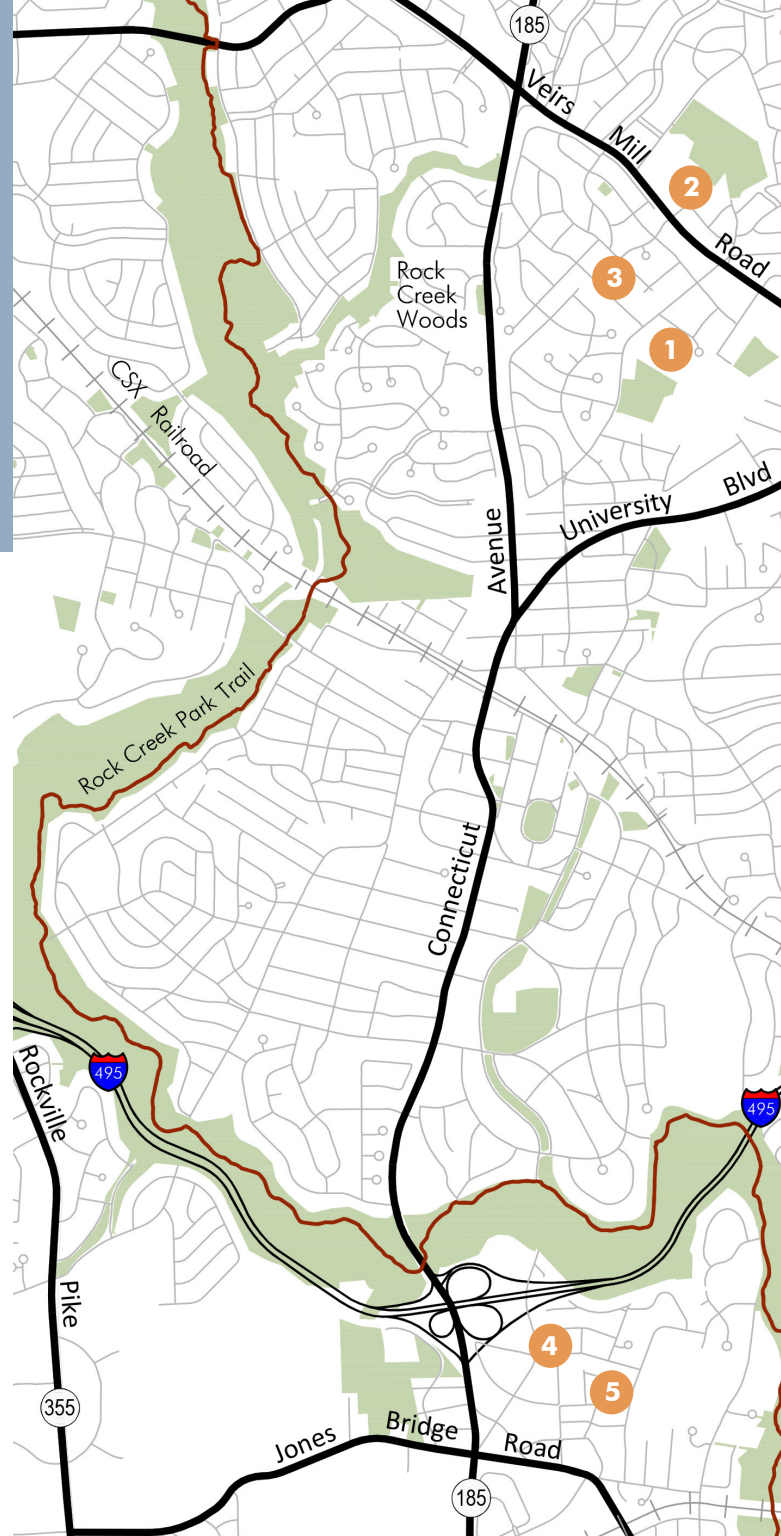 185
Veirs
Mill
Road
2
3
Rock
Creek
Woods
1
CSX Railroad
Avenue
University
Blvd
Rock Creek Park Trail
Connecticut
495
Rockville
495
Pike
4
5
355
Jones
Bridge
Road
185